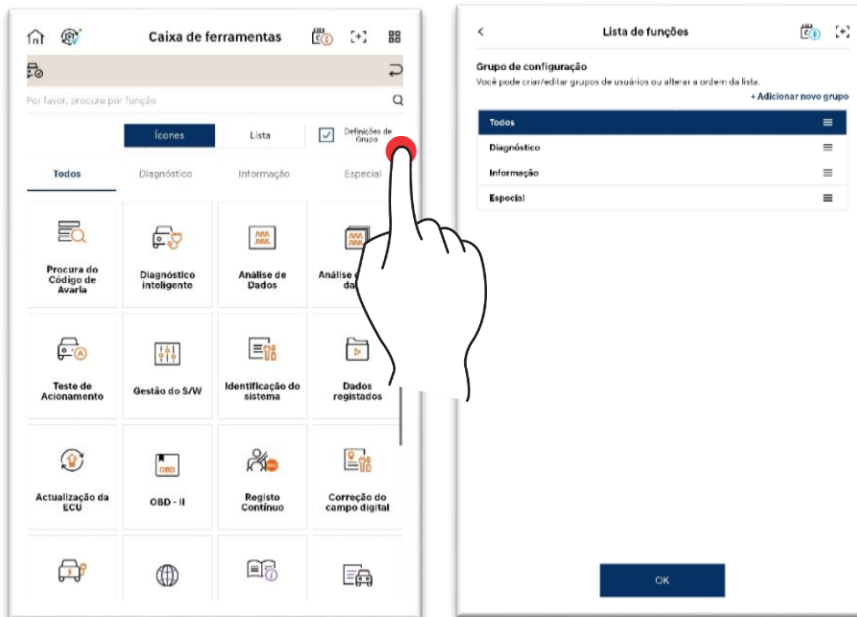 Caixa de ferramentas
Por favor, procure por função
Ícones
Lista
Definições de
Grupo
Todos
Diagnóstico
Informação
Especial
Procura do
Código de
Avaria
Diagnóstico
inteligente
Análise de
Dados
Análise
da
Teste de
Acionamento
Gestão do S/W
Identificação do
sistema
Dados
registados
Actualização da
ECU
OBD
OBD - II
Registo
Contínuo
Correção do
campo digital
Lista de funções
Grupo de configuração
Você pode criar/editar grupos de usuários ou alterar a ordem da lista.
+ Adicionar novo grupo
Todos
Diagnóstico
Informação
Especial
OK